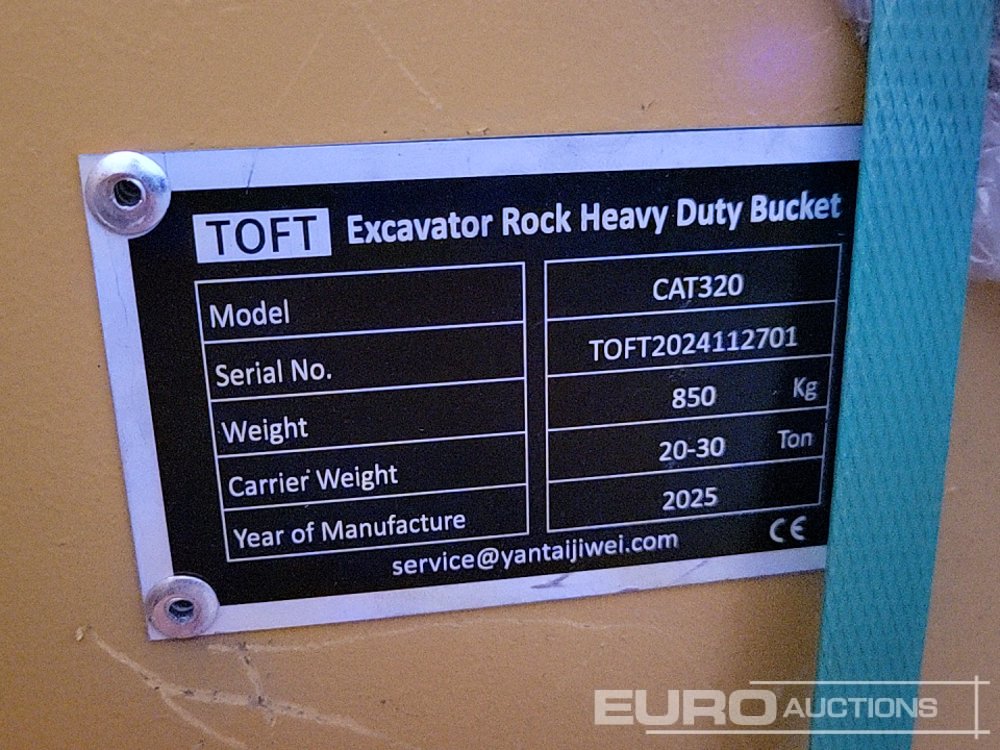 TOFT Excavator Rock Heavy Duty Bucket
Model CAT320
Serial No. TOFT2024112701
Weight 850 Kg
Carrier Weight 20-30 Ton
Year of Manufacture 2025
service@yantaijiwei.com CE
EURO AUCTIONS